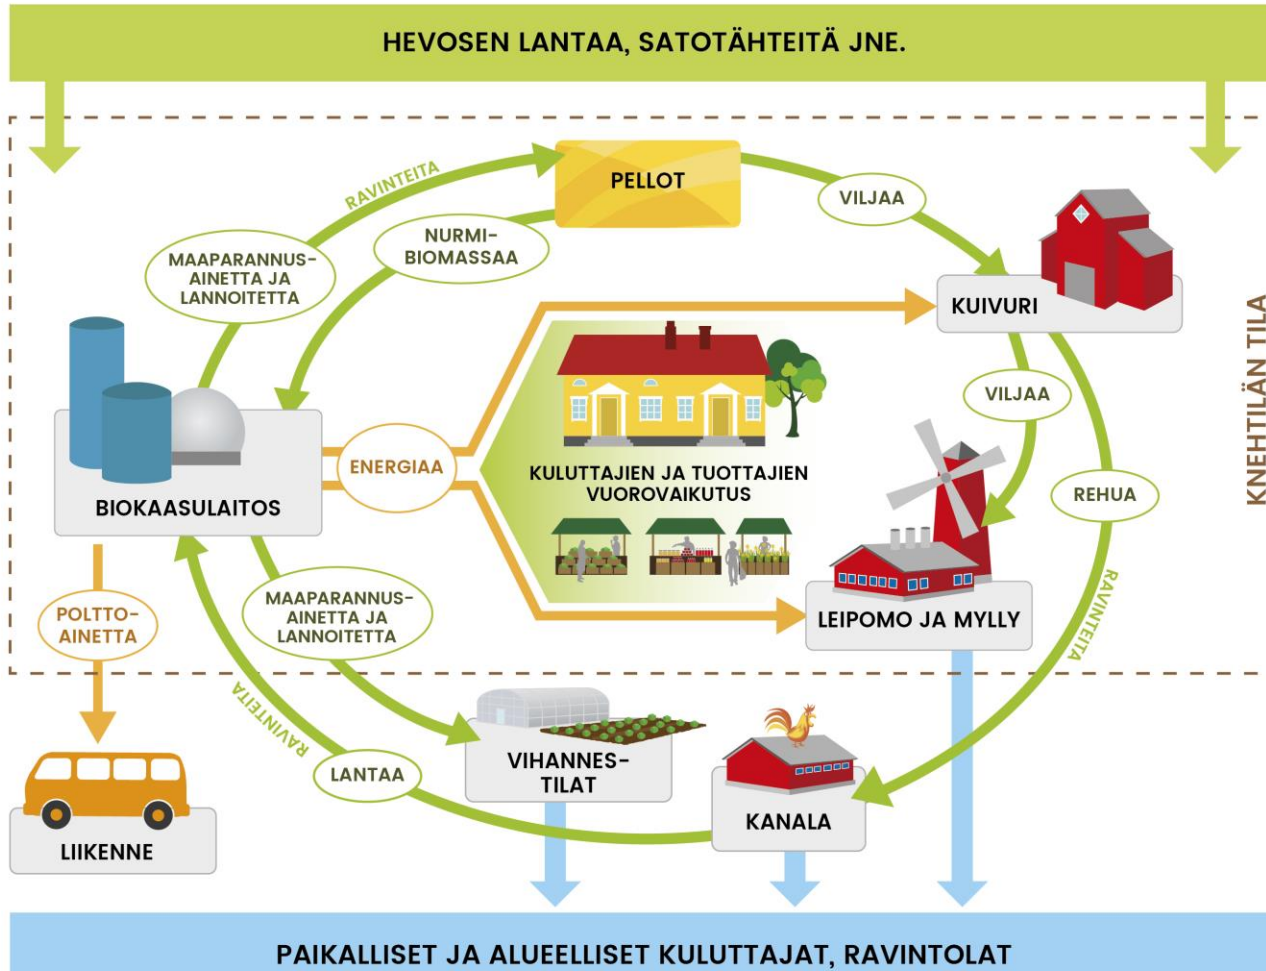 HEVOSEN LANTAA, SATOTÄHTEITÄ JNE.
RAVINTEITA
PELLOT
VILJAA
NURMI-
BIOMASSAA
MAAPARANNUS-
AINETTA JA
LANNOITETTA
KUIVURI
KNEHTILÄN TILA
VILJAA
ENERGIAA
KULUTTAJIEN JA TUOTTAJIEN
VUOROVAIKUTUS
REHUA
BIOKAASULAITOS
POLTTO-
AINETTA
MAAPARANNUS-
AINETTA JA
LANNOITETTA
LEIPOMO JA MYLLY
RAVINTEITA
RAVINTEITA
LANTAA
VIHANNES-
TILAT
KANALA
LIIKENNE
PAIKALLISET JA ALUEELLISET KULUTTAJAT, RAVINTOLAT